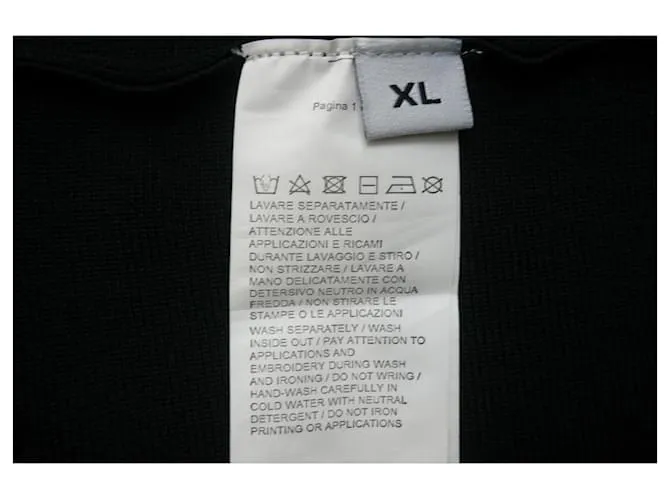 XL
Pagina 1
LAVARE SEPARATAMENTE /
LAVARE A ROVESCIO /
ATTENZIONE ALLE
APPLICAZIONI E RICAMI
DURANTE LAVAGGIO E STIRO /
NON STRIZZARE / LAVARE A
MANO DELICATAMENTE CON
DETERSIVO NEUTRO IN ACQUA
FREDDA / NON STIRARE LE
STAMPE O LE APPLICAZIONI
WASH SEPARATELY / WASH
INSIDE OUT / PAY ATTENTION TO
APPLICATIONS AND
EMBROIDERY DURING WASH
AND IRONING / DO NOT WRING /
HAND-WASH CAREFULLY IN
COLD WATER WITH NEUTRAL
DETERGENT / DO NOT IRON
PRINTING OR APPLICATIONS